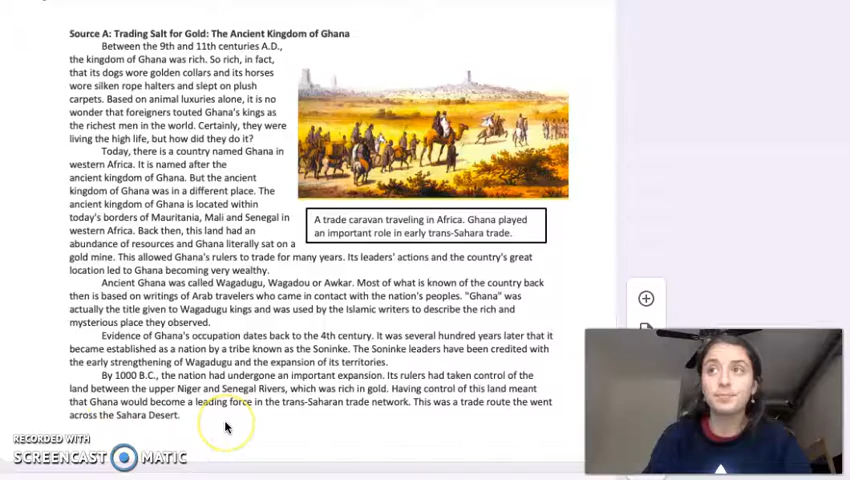 Source A: Trading Salt for Gold: The Ancient Kingdom of Ghana
Between the 9th and 11th centuries A.D.,
the kingdom of Ghana was rich. So rich, in fact,
that its dogs wore golden collars and its horses
wore silken rope halters and slept on plush
carpets. Based on animal luxuries alone, it is no
wonder that foreigners touted Ghana's kings as
the richest men in the world. Certainly, they were
living the high life, but how did they do it?
Today, there is a country named Ghana in
western Africa. It is named after the
ancient kingdom of Ghana. But the ancient
kingdom of Ghana was in a different place. The
ancient kingdom of Ghana is located within
today's borders of Mauritania, Mali and Senegal in
western Africa. Back then, this land had an
abundance of resources and Ghana literally sat on a
gold mine. This allowed Ghana's rulers to trade for many years. Its leaders' actions and the country's great
location led to Ghana becoming very wealthy.
A trade caravan traveling in Africa. Ghana played
an important role in early trans-Sahara trade.
Ancient Ghana was called Wagadugu, Wagadou or Awkar. Most of what is known of the country back
then is based on writings of Arab travelers who came in contact with the nation's peoples. "Ghana" was
actually the title given to Wagadugu kings and was used by the Islamic writers to describe the rich and
mysterious place they observed.
Evidence of Ghana's occupation dates back to the 4th century. It was several hundred years later that it
became established as a nation by a tribe known as the Soninke. The Soninke leaders have been credited with
the early strengthening of Wagadugu and the expansion of its territories.
By 1000 B.C., the nation had undergone an important expansion. Its rulers had taken control of the
land between the upper Niger and Senegal Rivers, which was rich in gold. Having control of this land meant
that Ghana would become a leading force in the trans-Saharan trade network. This was a trade route the went
across the Sahara Desert.
RECORDED WITH
SCREENCAST MATIC